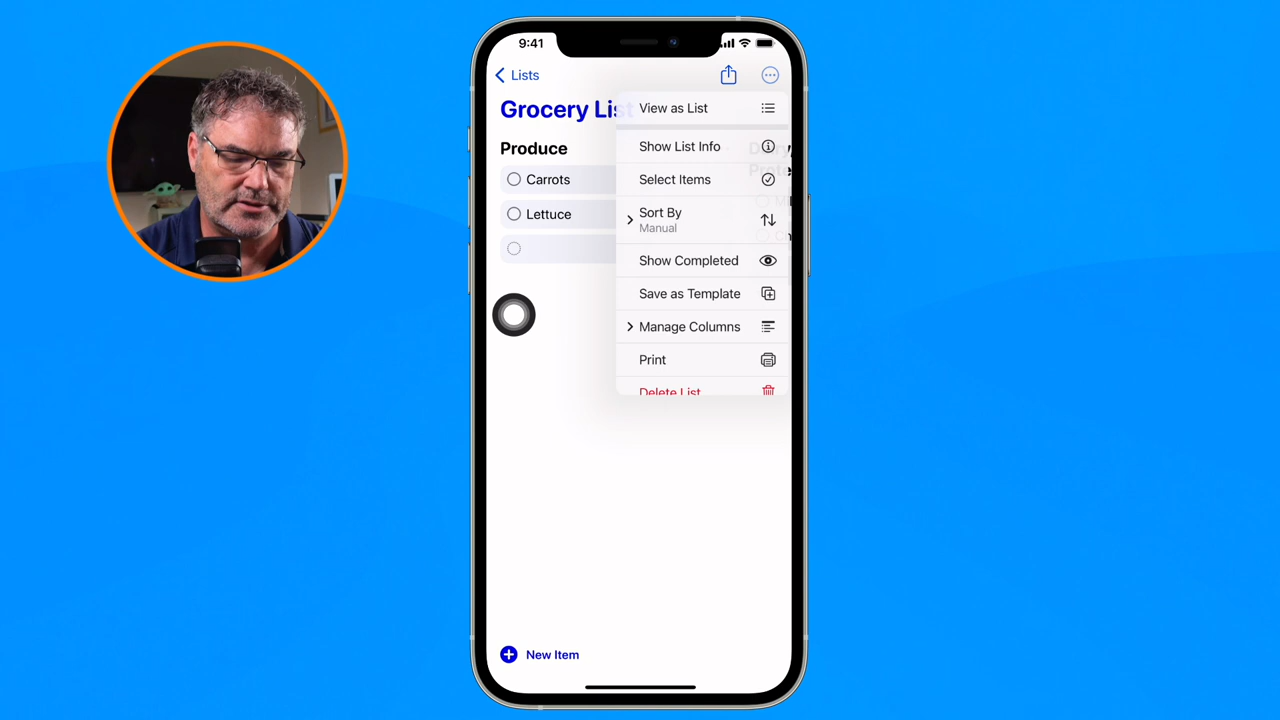 9:41
Lists
Grocery List
View as List
Produce
Show List Info
Carrots
Select Items
Lettuce
Sort By
Manual
Show Completed
Save as Template
Manage Columns
Print
Delete List
New Item